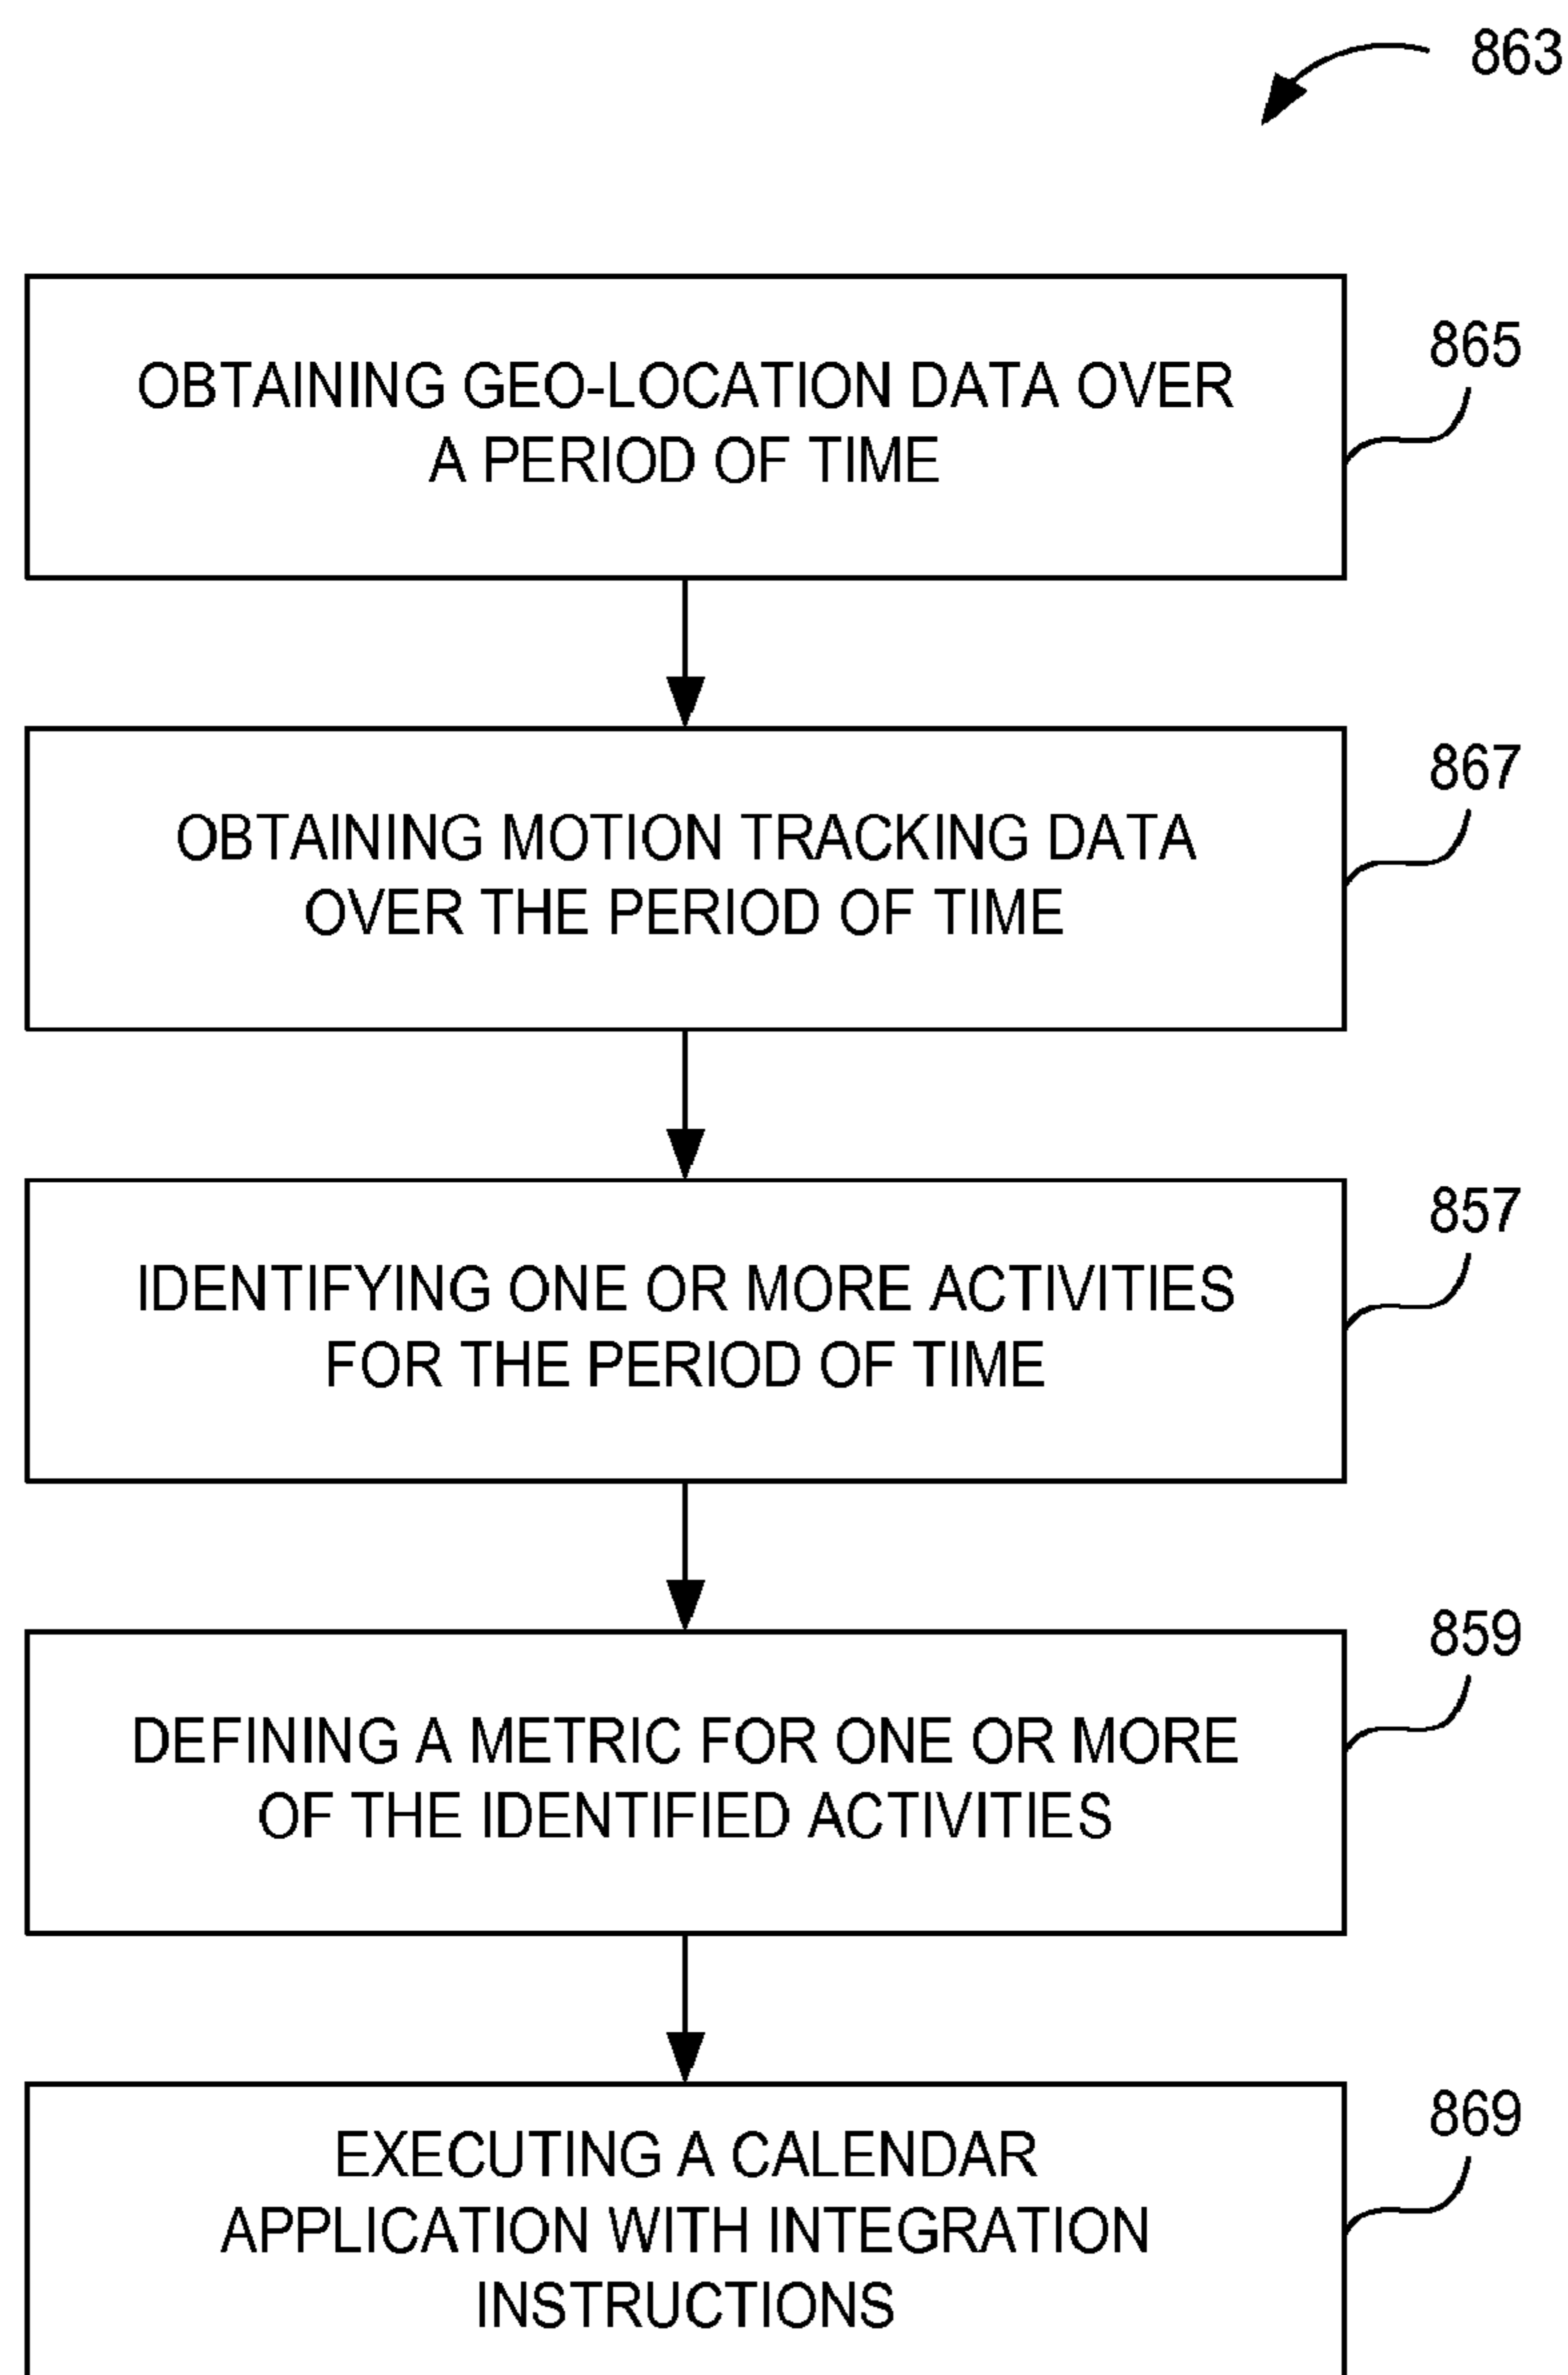 863
OBTAINING GEO-LOCATION DATA OVER
A PERIOD OF TIME
865
OBTAINING MOTION TRACKING DATA
OVER THE PERIOD OF TIME
867
IDENTIFYING ONE OR MORE ACTIVITIES
FOR THE PERIOD OF TIME
857
DEFINING A METRIC FOR ONE OR MORE
OF THE IDENTIFIED ACTIVITIES
859
EXECUTING A CALENDAR
APPLICATION WITH INTEGRATION
INSTRUCTIONS
869